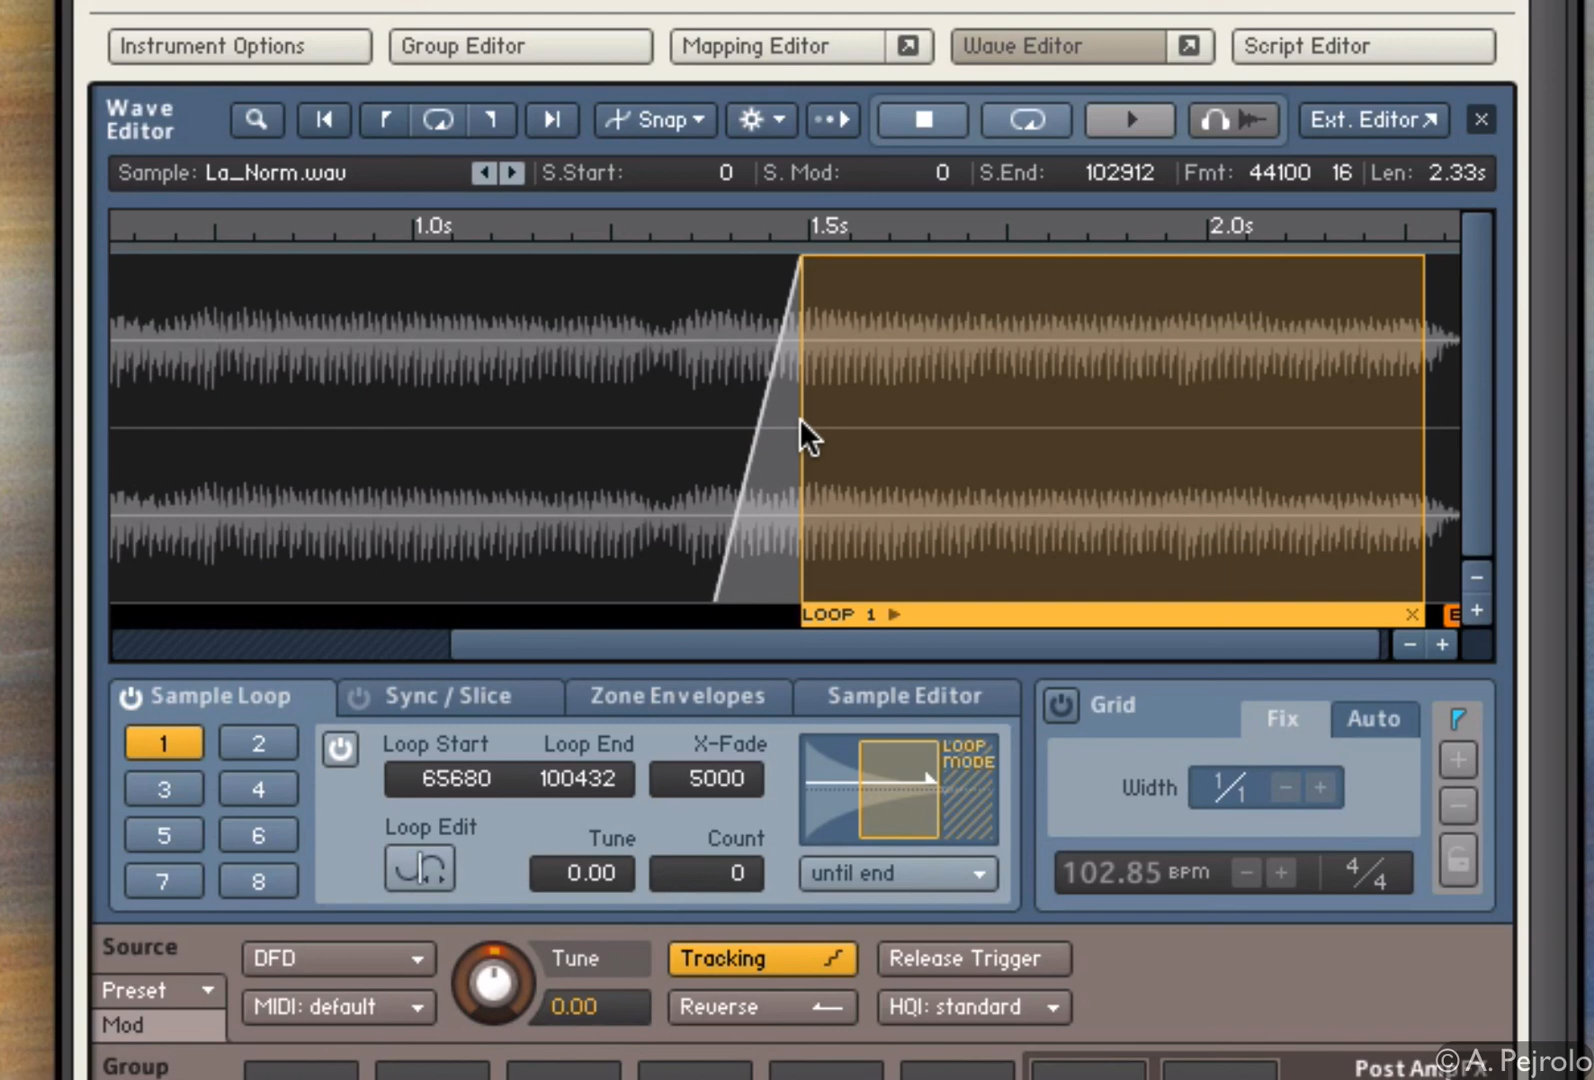 Instrument Options Group Editor Mapping Editor Wave Editor Script Editor
Wave Editor Snap Ext. Editor
Sample: La_Norm.wav S.Start: 0 S. Mod: 0 S.End: 102912 Fmt: 44100 16 Len: 2.33s
1.0s 1.5s 2.0s
LOOP 1 × E
Sample Loop Sync / Slice Zone Envelopes Sample Editor Grid Fix Auto
1 2 Loop Start Loop End X-Fade LOOP MODE
3 4 65680 100432 5000 Width 1/1 - +
5 6 Loop Edit Tune Count
7 8 0.00 0 until end 102.85 BPM - + 4/4
Source DFD Tune Tracking Release Trigger
Preset MIDI: default 0.00 Reverse HQI: standard
Mod
Group
© A. Pejrolo